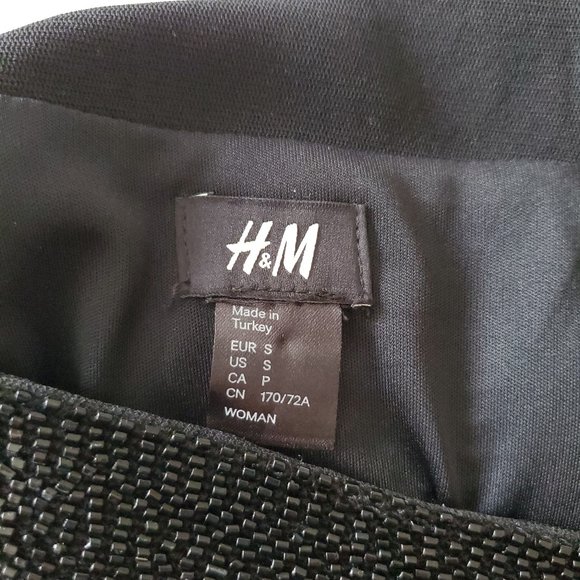 H&M
Made in
Turkey
EUR S
US S
CA P
CN 170/72A
WOMAN